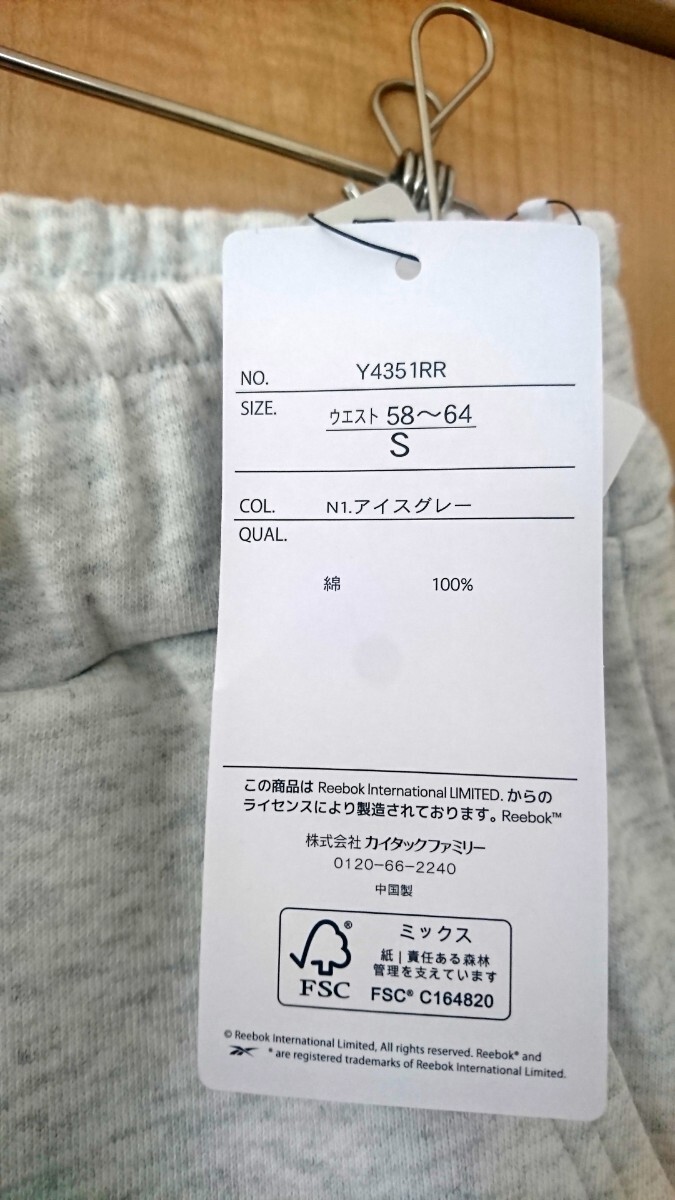 NO. Y4351RR
SIZE. ウエスト 58〜64
S
COL. N1.アイスグレー
QUAL.
綿 100%
この商品は Reebok International LIMITED. からの
ライセンスにより製造されております。Reebok™
株式会社 カイタックファミリー
0120-66-2240
中国製
ミックス
紙 | 責任ある森林
管理を支えています
FSC® C164820
® FSC
© Reebok International Limited, All rights reserved. Reebok® and
® are registered trademarks of Reebok International Limited.